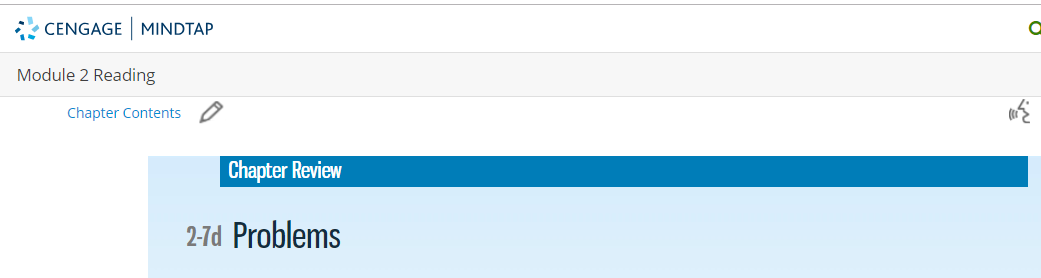 CENGAGE | MINDTAP
Module 2 Reading
Chapter Contents
Chapter Review
2-7d Problems